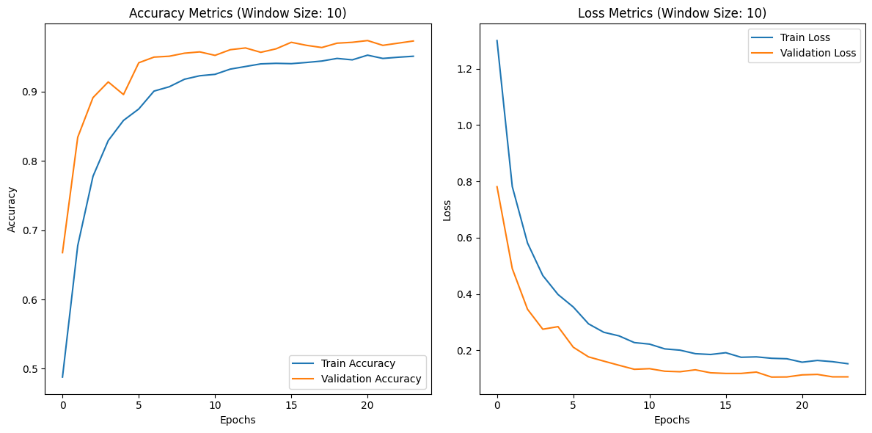 Accuracy Metrics (Window Size: 10)
Accuracy
0.9
0.8
0.7
0.6
0.5
Train Accuracy
Validation Accuracy
0
5
10
15
20
Epochs
Loss Metrics (Window Size: 10)
Loss
1.2
1.0
0.8
0.6
0.4
0.2
Train Loss
Validation Loss
0
5
10
15
20
Epochs